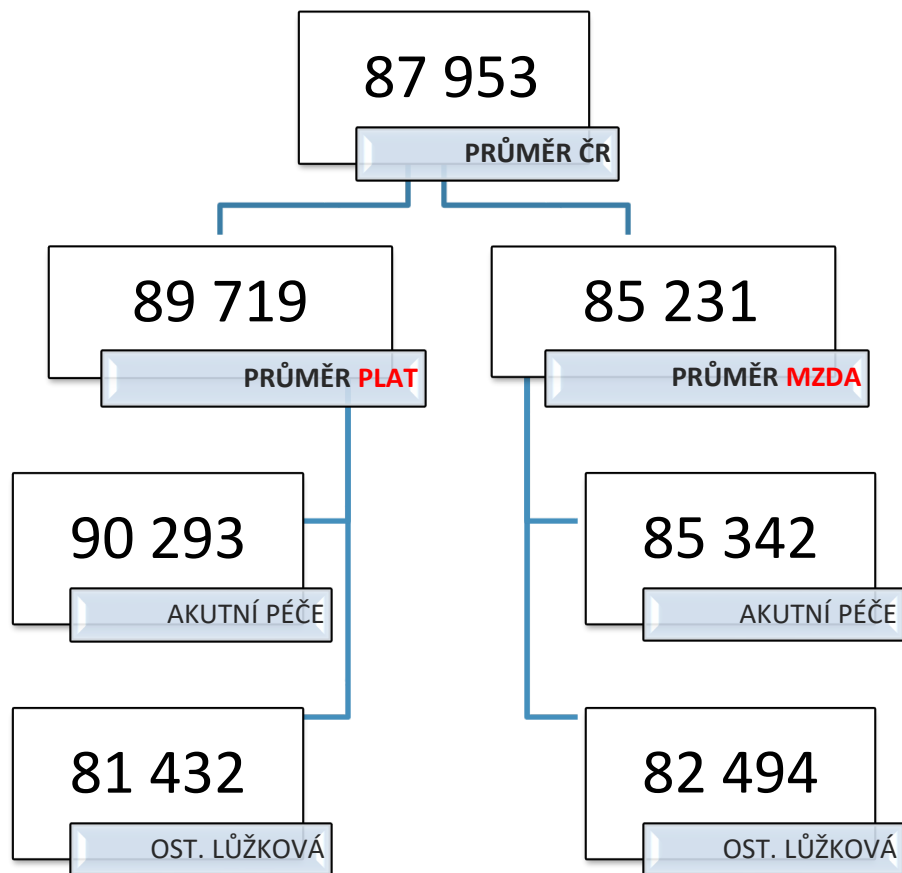 87 953
PRŮMĚR ČR
89 719
PRŮMĚR PLAT
85 231
PRŮMĚR MZDA
90 293
AKUTNÍ PÉČE
85 342
AKUTNÍ PÉČE
81 432
OST. LŮŽKOVÁ
82 494
OST. LŮŽKOVÁ